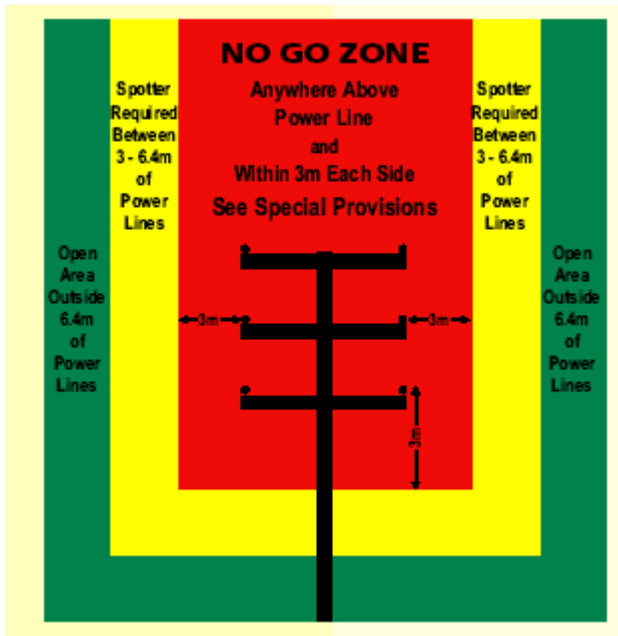 NO GO ZONE
Anywhere Above
Power Line
and
Within 3m Each Side
See Special Provisions
Spotter
Required
Between
3 - 6.4m
of
Power
Lines
Spotter
Required
Between
3 - 6.4m
of
Power
Lines
Open
Area
Outside
6.4m
of
Power
Lines
Open
Area
Outside
6.4m
of
Power
Lines
3m
3m
3m